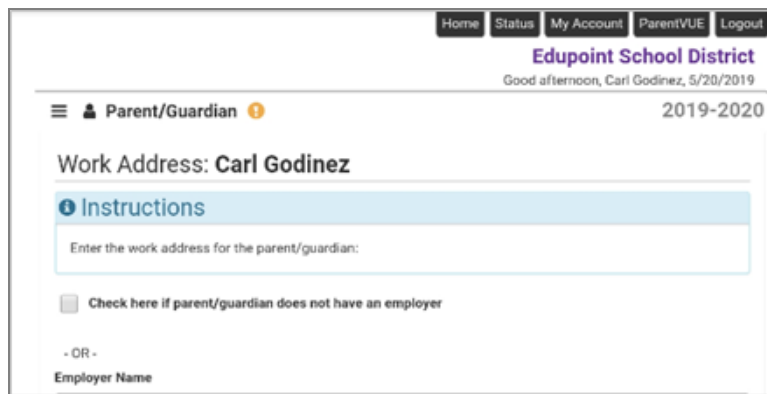 Home Status My Account ParentVUE Logout
Edupoint School District
Good afternoon, Carl Godinez, 5/20/2019
Parent/Guardian
2019-2020
Work Address: Carl Godinez
Instructions
Enter the work address for the parent/guardian:
Check here if parent/guardian does not have an employer
- OR -
Employer Name